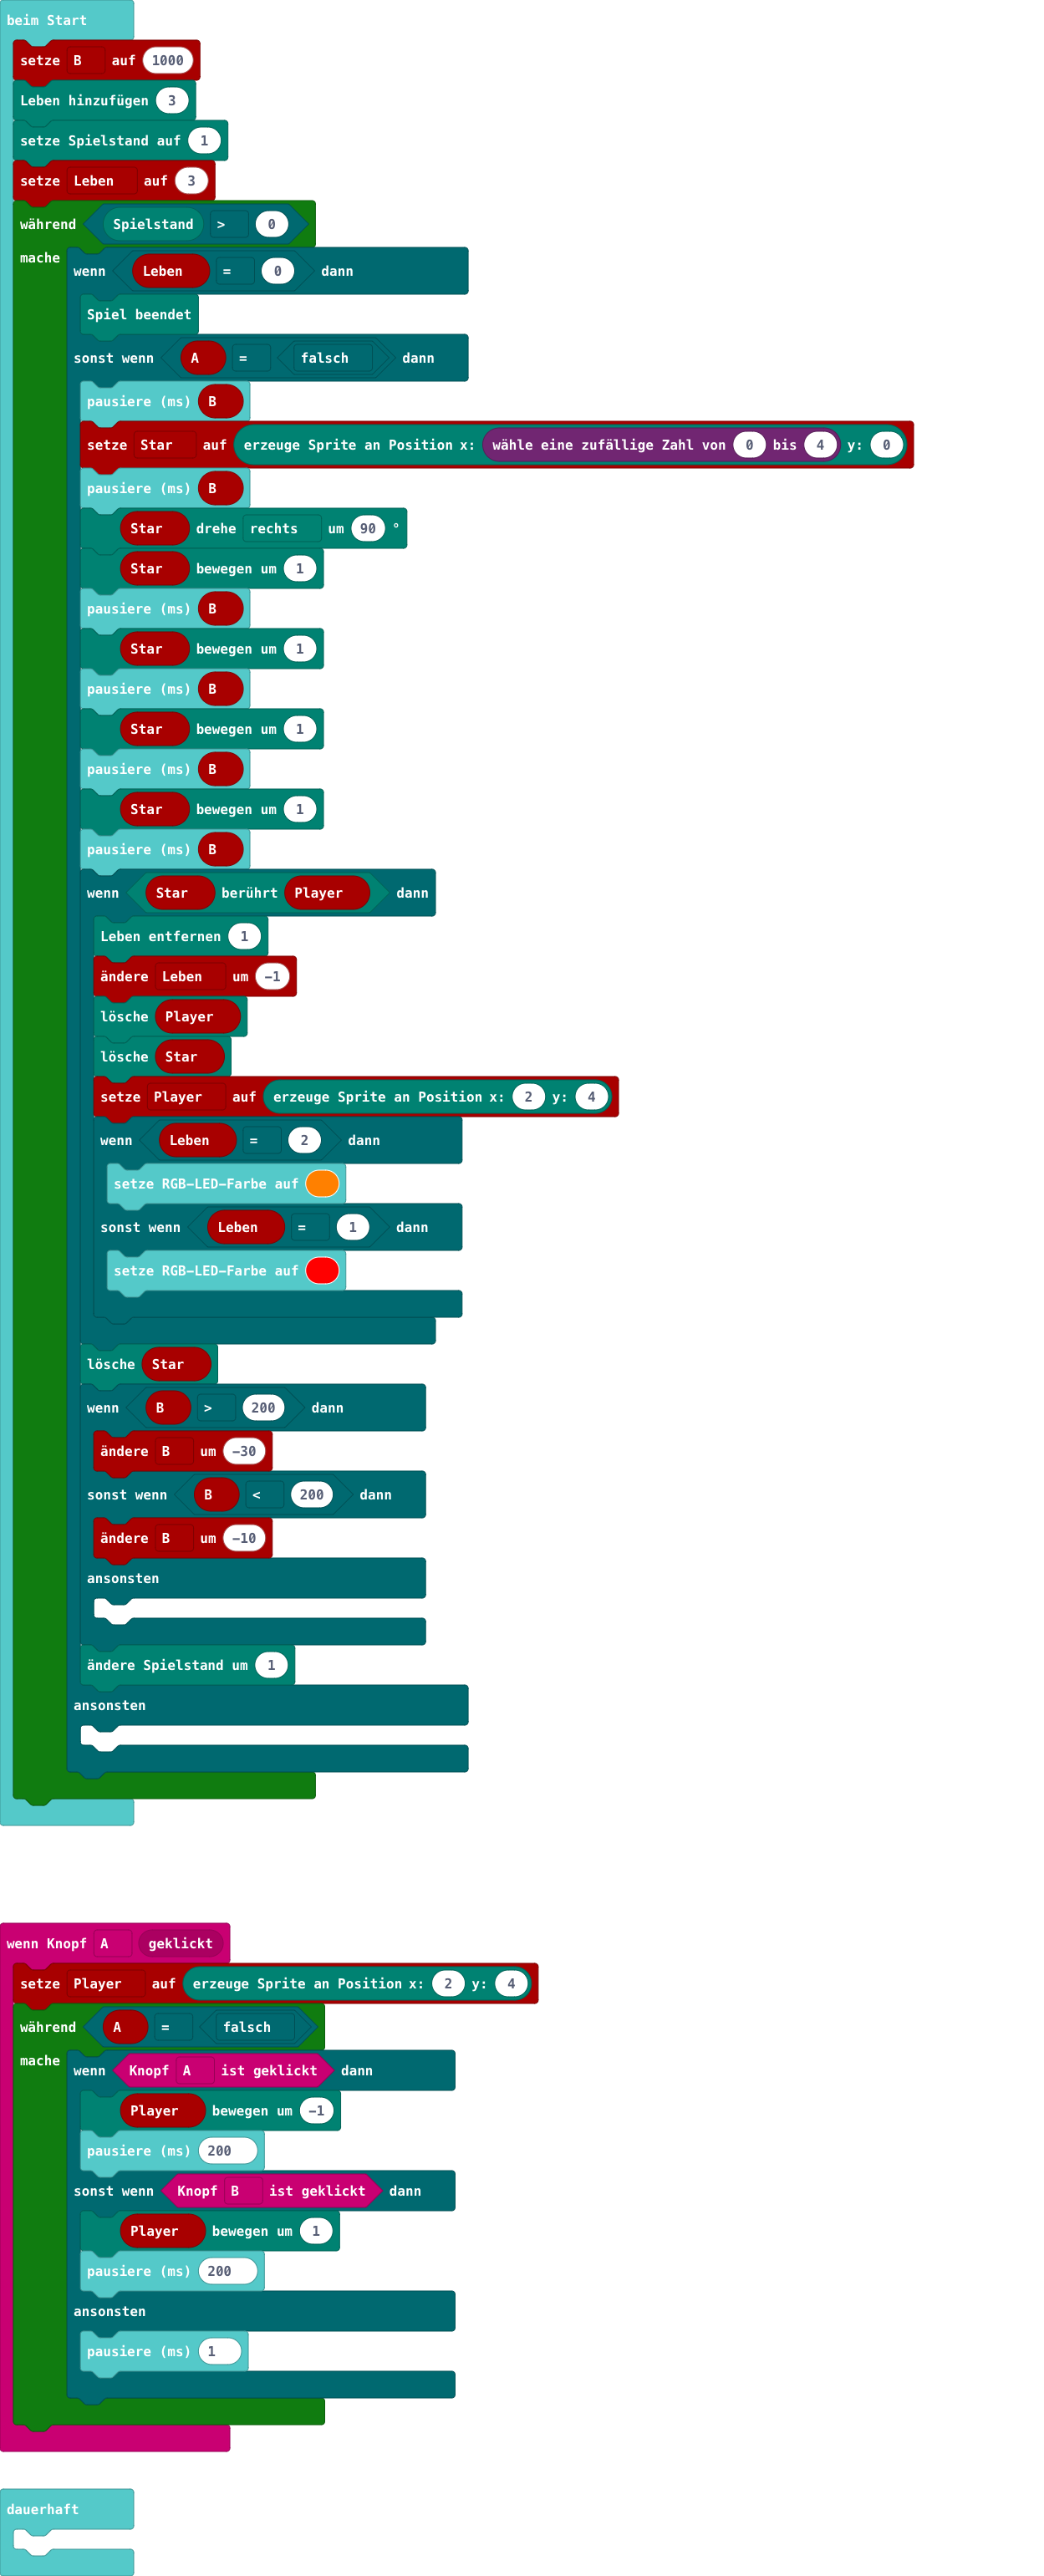 beim Start
setze B auf 1000
Leben hinzufügen 3
setze Spielstand auf 1
setze Leben auf 3
während Spielstand > 0
mache
wenn Leben = 0 dann
Spiel beendet
sonst wenn A = falsch dann
pausiere (ms) B
setze Star auf erzeuge Sprite an Position x: wähle eine zufällige Zahl von 0 bis 4 y: 0
pausiere (ms) B
Star drehe rechts um 90 °
Star bewegen um 1
pausiere (ms) B
Star bewegen um 1
pausiere (ms) B
Star bewegen um 1
pausiere (ms) B
Star bewegen um 1
pausiere (ms) B
wenn Star berührt Player dann
Leben entfernen 1
ändere Leben um -1
lösche Player
lösche Star
setze Player auf erzeuge Sprite an Position x: 2 y: 4
wenn Leben = 2 dann
setze RGB-LED-Farbe auf
sonst wenn Leben = 1 dann
setze RGB-LED-Farbe auf
lösche Star
wenn B > 200 dann
ändere B um -30
sonst wenn B < 200 dann
ändere B um -10
ansonsten
ändere Spielstand um 1
ansonsten
wenn Knopf A geklickt
setze Player auf erzeuge Sprite an Position x: 2 y: 4
während A = falsch
mache
wenn Knopf A ist geklickt dann
Player bewegen um -1
pausiere (ms) 200
sonst wenn Knopf B ist geklickt dann
Player bewegen um 1
pausiere (ms) 200
ansonsten
pausiere (ms) 1
dauerhaft